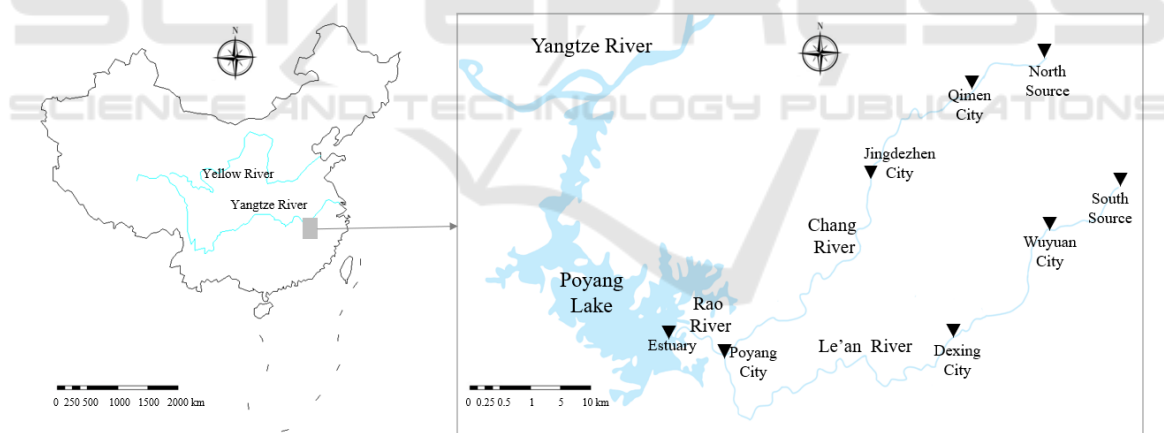 SCITEPRESS
SCIENCE AND TECHNOLOGY PUBLICATIONS
N
Yellow River
Yangtze River
0 250 500 1000 1500 2000 km
N
Yangtze River
North
Source
Qimen
City
Jingdezhen
City
South
Source
Chang
River
Wuyuan
City
Poyang
Lake
Rao
River
Estuary
Poyang
City
Le’an River
Dexing
City
0 0.25 0.5 1 5 10 km